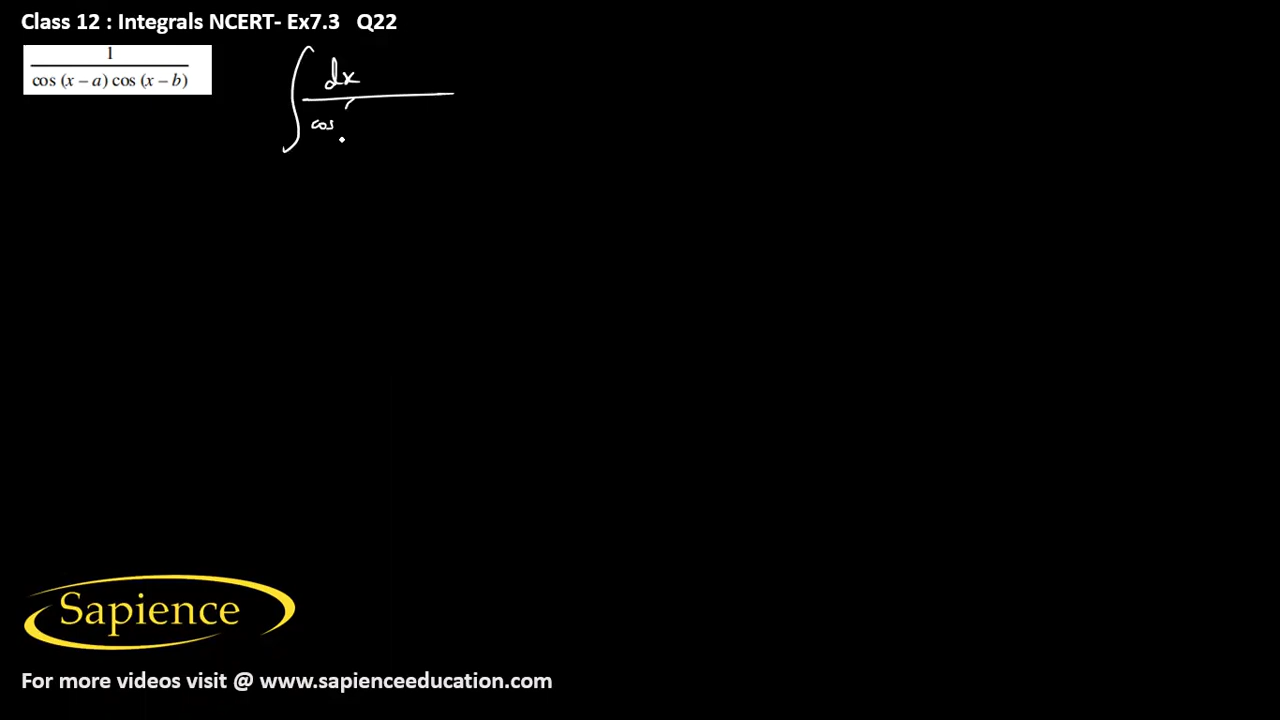 Class 12 : Integrals NCERT- Ex7.3 Q22
1
cos (x – a) cos (x – b)
∫ dx
cos (
Sapience
For more videos visit @ www.sapienceeducation.com